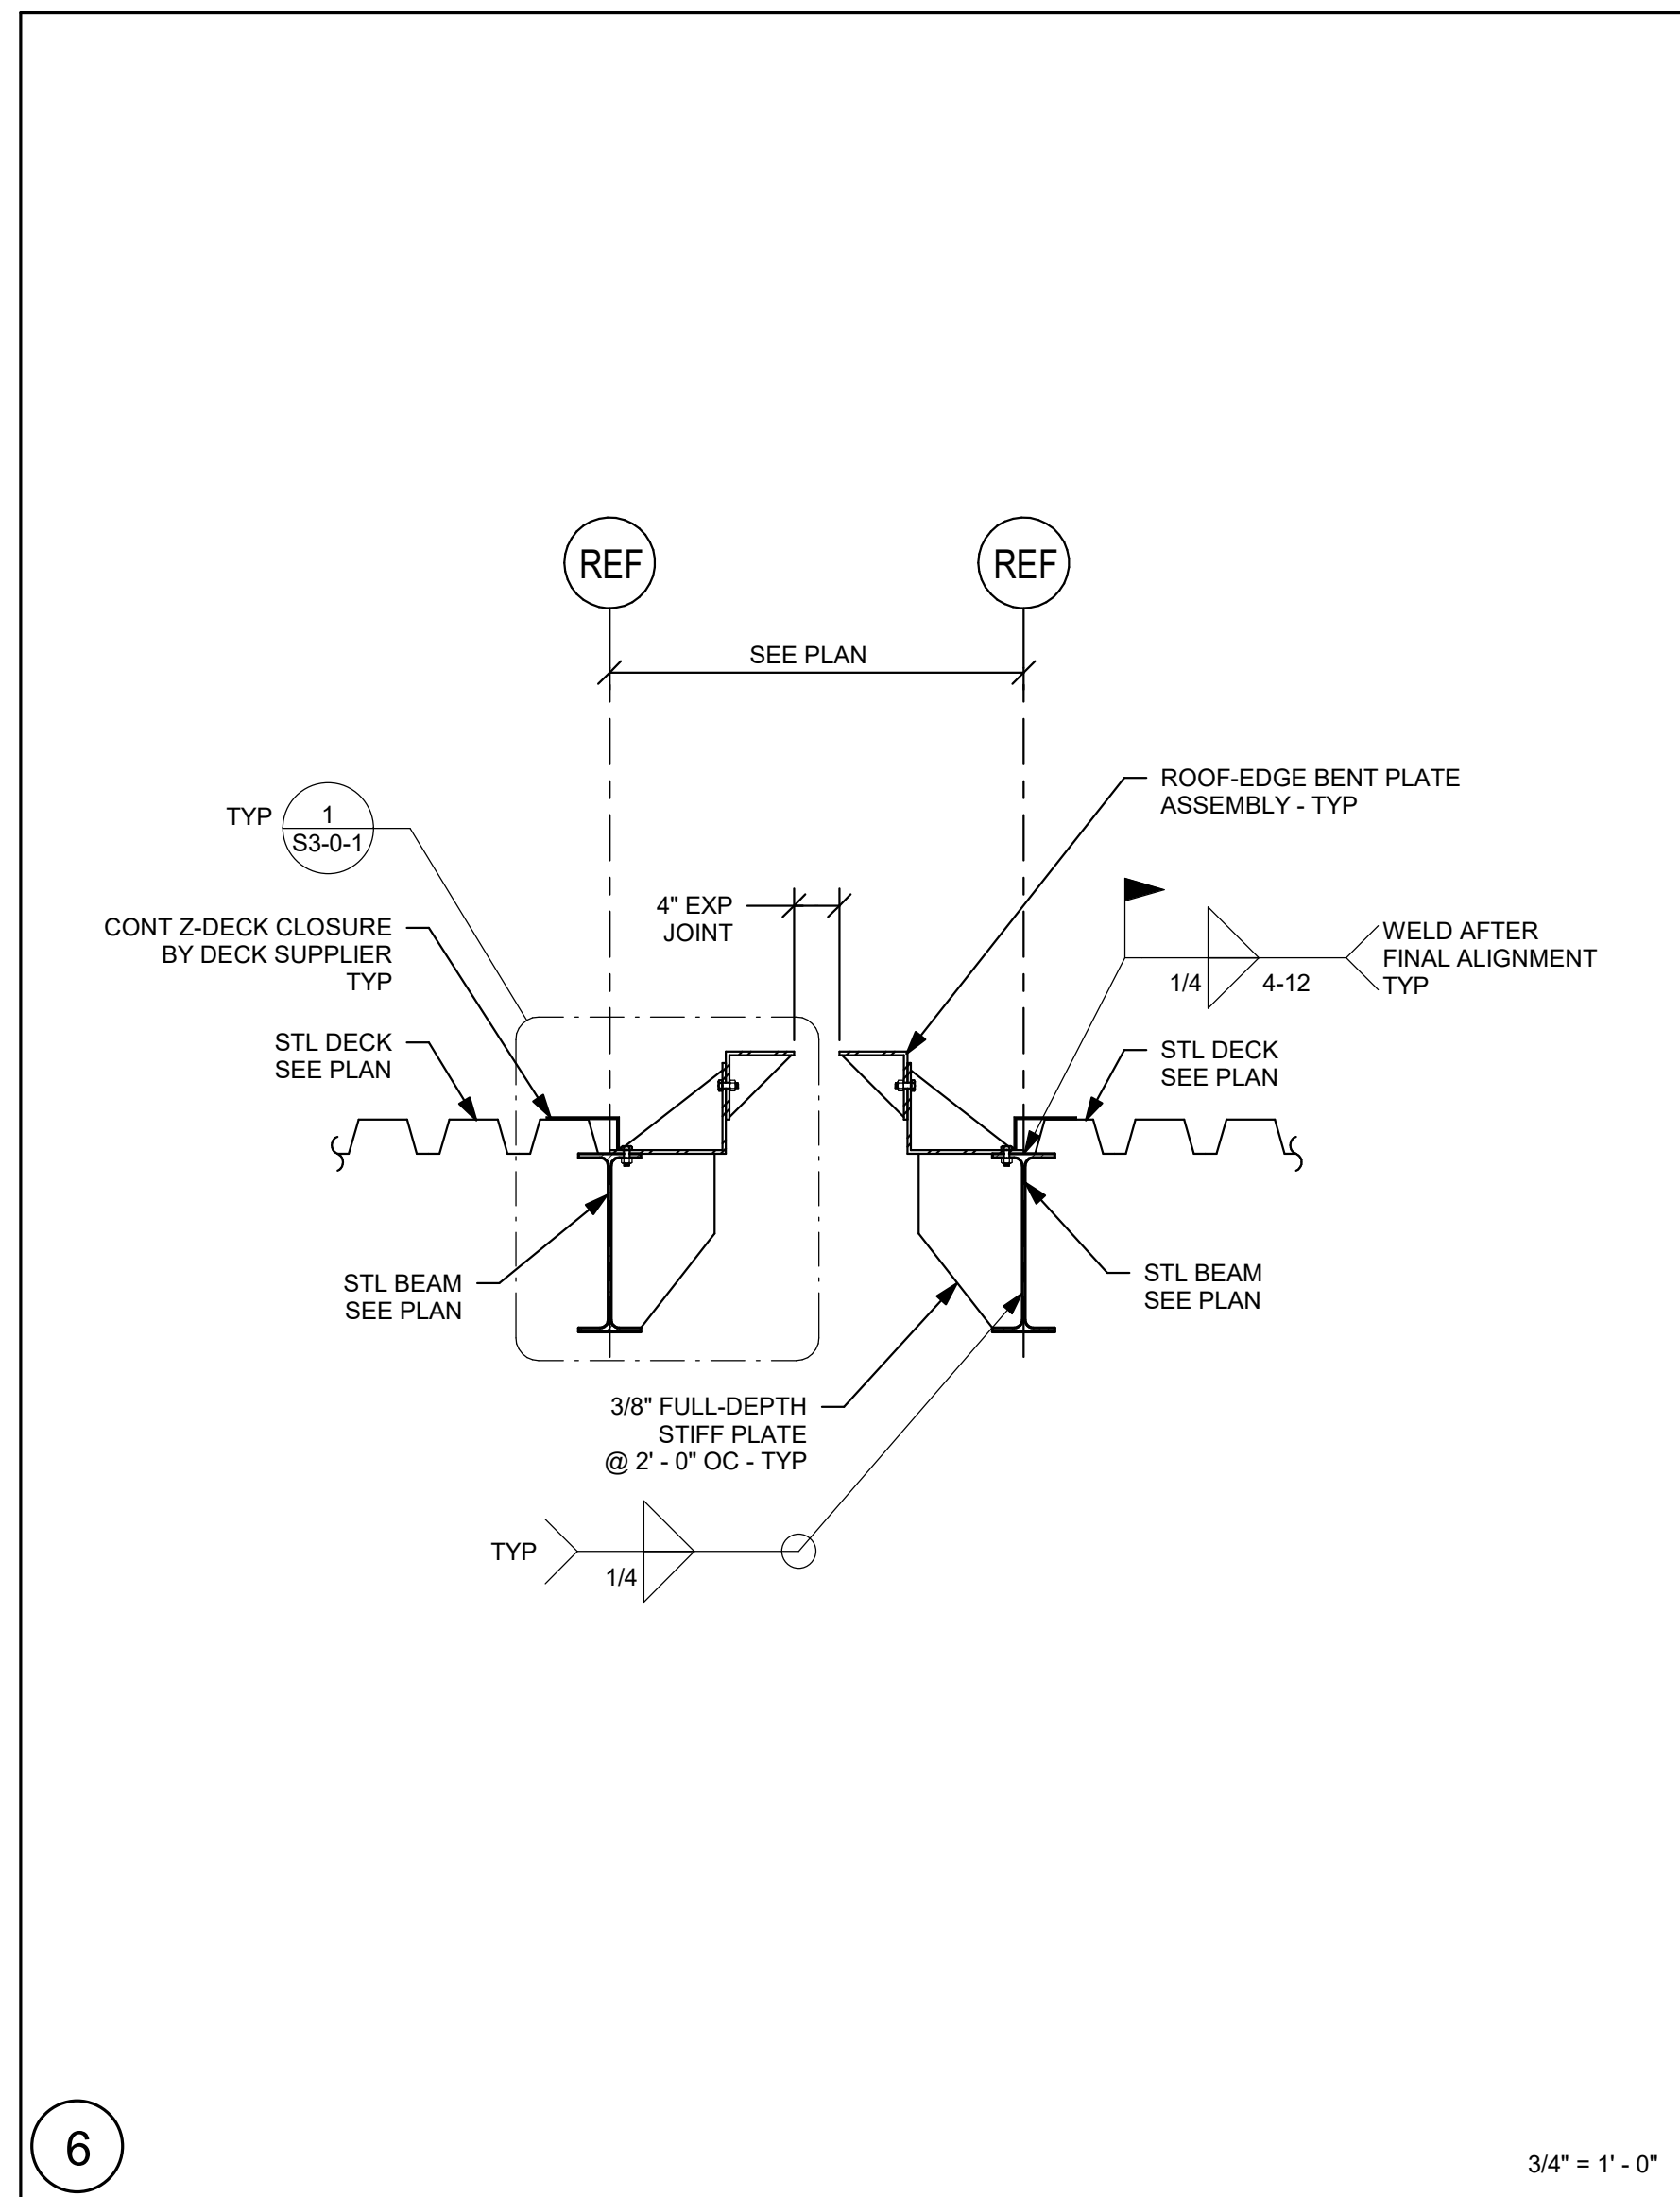 REF
REF
SEE PLAN
ROOF-EDGE BENT PLATE
ASSEMBLY - TYP
TYP
1
S3-0-1
4" EXP
JOINT
CONT Z-DECK CLOSURE
BY DECK SUPPLIER
TYP
WELD AFTER
FINAL ALIGNMENT
TYP
1/4
4-12
STL DECK
SEE PLAN
STL DECK
SEE PLAN
STL BEAM
SEE PLAN
STL BEAM
SEE PLAN
3/8" FULL-DEPTH
STIFF PLATE
@ 2' - 0" OC - TYP
TYP
1/4
6
3/4" = 1' - 0"